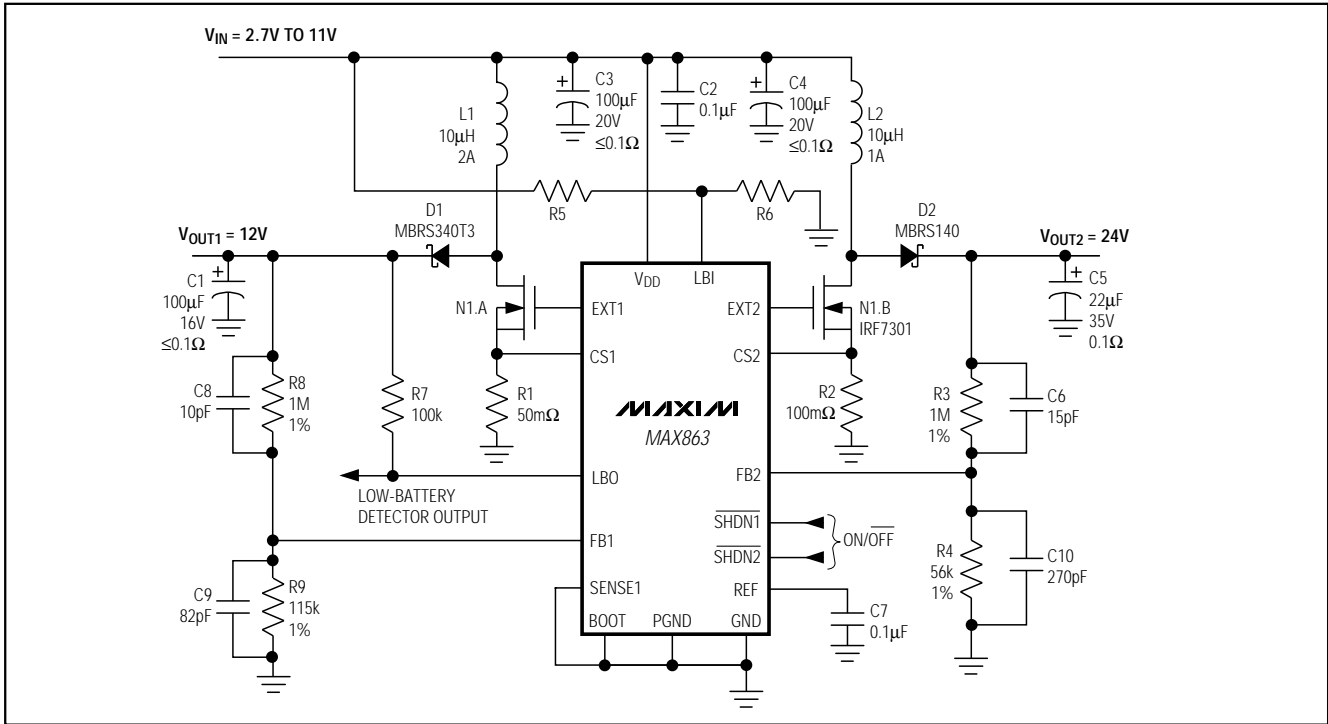 VIN = 2.7V TO 11V
C3
100µF
20V
≤0.1Ω
C2
0.1µF
C4
100µF
20V
≤0.1Ω
L1
10µH
2A
L2
10µH
1A
R5
R6
D1
MBRS340T3
D2
MBRS140
VOUT1 = 12V
VOUT2 = 24V
C1
100µF
16V
≤0.1Ω
C5
22µF
35V
0.1Ω
VDD
LBI
N1.A
EXT1
EXT2
N1.B
IRF7301
CS1
CS2
C8
10pF
R8
1M
1%
R7
100k
R1
50mΩ
R2
100mΩ
R3
1M
1%
C6
15pF
MAXIM
MAX863
LBO
FB2
LOW-BATTERY
DETECTOR OUTPUT
SHDN1
SHDN2
ON/OFF
FB1
C9
82pF
R9
115k
1%
R4
56k
1%
C10
270pF
SENSE1
REF
C7
0.1µF
BOOT
PGND
GND